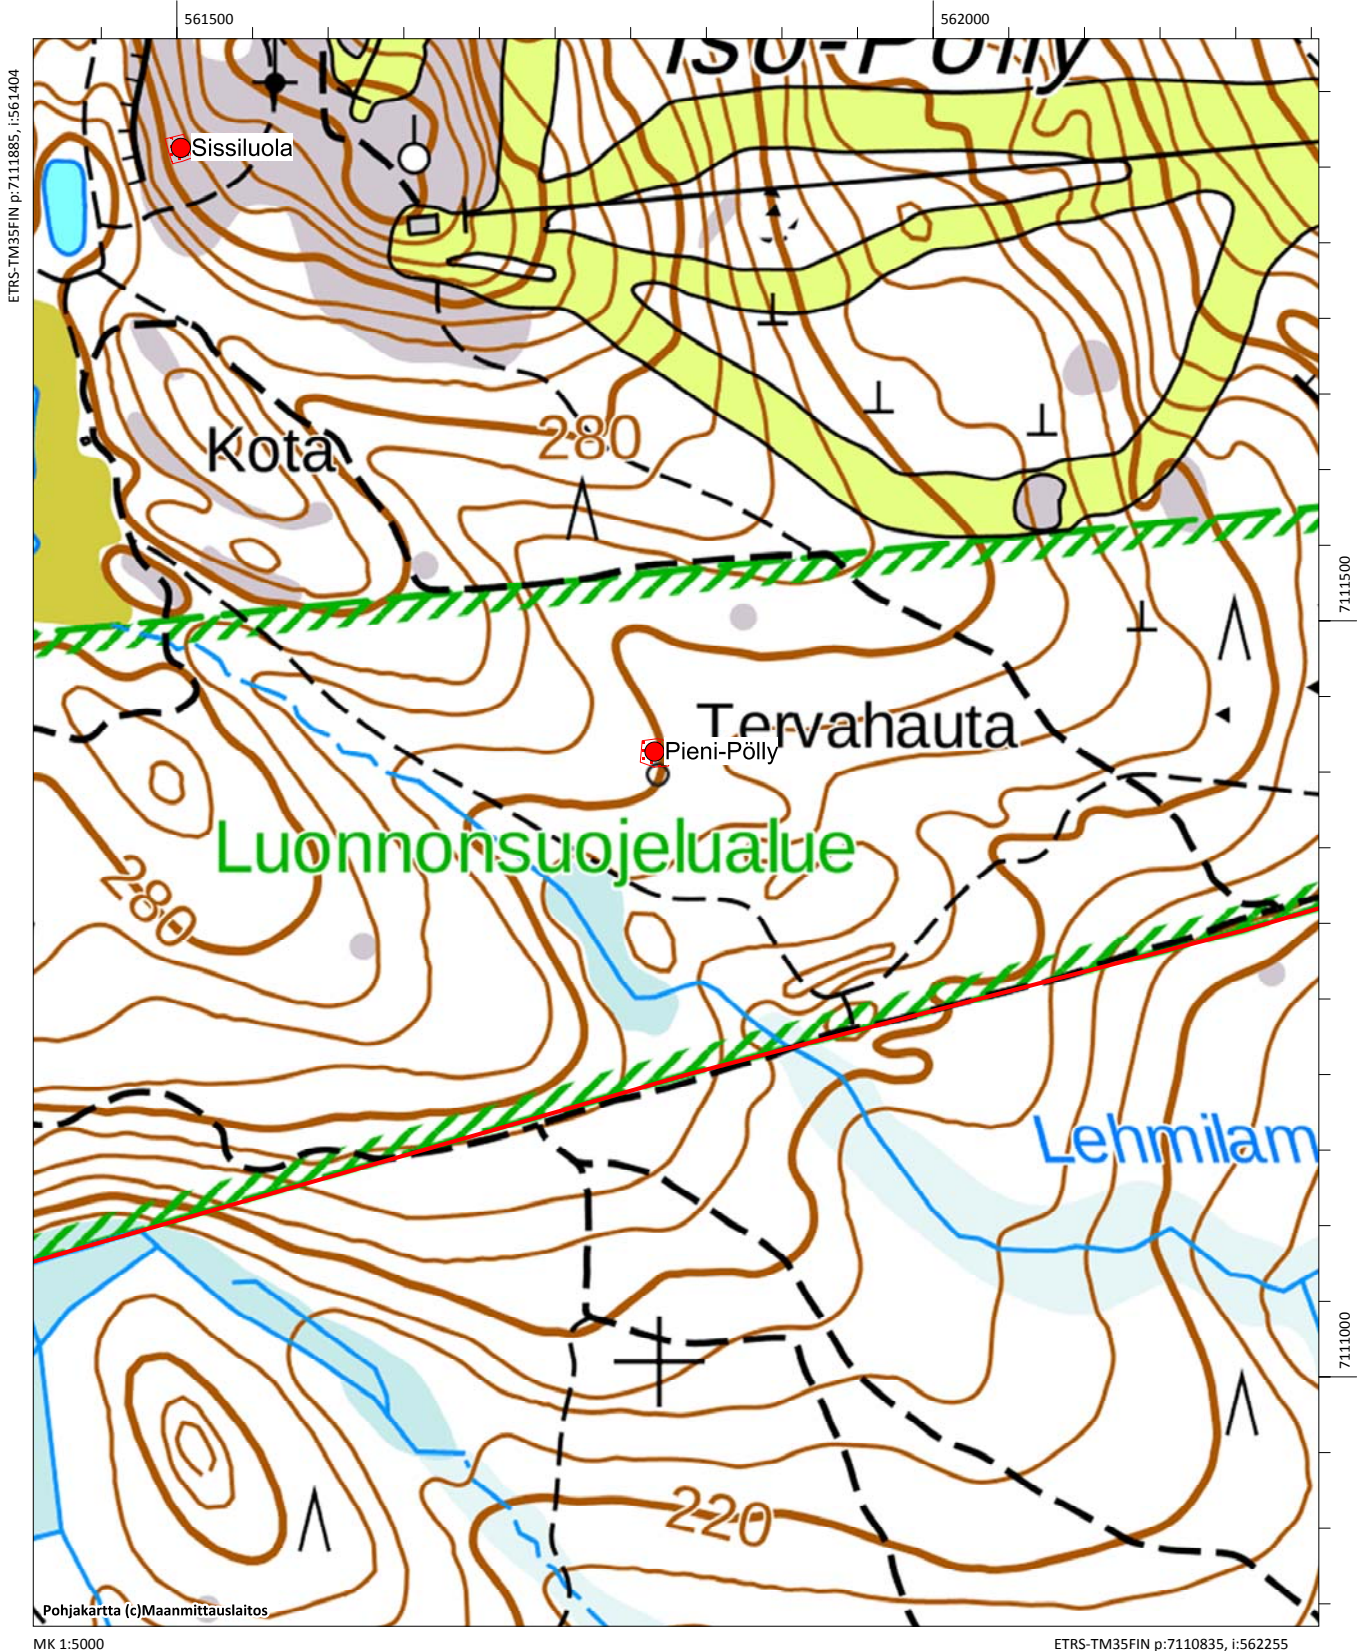 561500
562000
ETRS-TM35FIN p:7111885, i:561404
Iso-Pölly
Sissiluola
280
Kota
7111500
Tervahauta
Pieni-Pölly
Luonnonsuojelualue
280
Lehmilam
7111000
220
Pohjakartta (c)Maanmittauslaitos
MK 1:5000
ETRS-TM35FIN p:7110835, i:562255